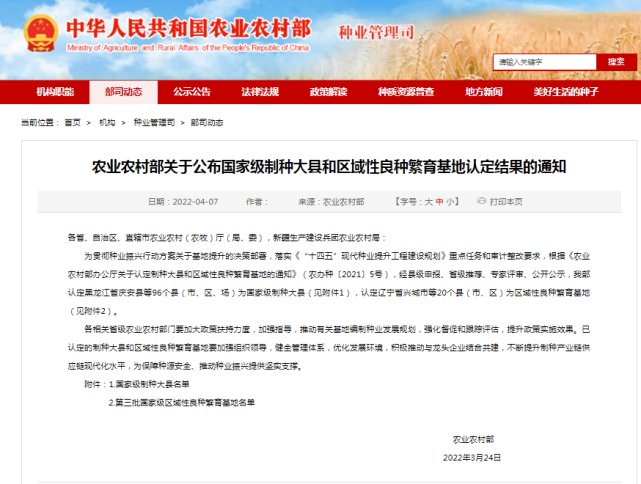 中华人民共和国农业农村部 种业管理司
Ministry of Agriculture and Rural Affairs of the People's Republic of China
请输入关键字 搜索
机构职能 部司动态 公示公告 法律法规 政策解读 种质资源普查 地方新闻 美好生活的种子
当前位置： 首页 > 机构 > 种业管理司 > 部司动态
农业农村部关于公布国家级制种大县和区域性良种繁育基地认定结果的通知
日期：2022-04-07 作者： 来源：农业农村部 【字号：大 中 小】 打印本页
各省、自治区、直辖市农业农村（农牧）厅（局、委），新疆生产建设兵团农业农村局：
为贯彻种业振兴行动方案关于基地提升的决策部署，落实《“十四五”现代种业提升工程建设规划》重点任务和审计整改要求，根据《农业
农村部办公厅关于认定制种大县和区域性良种繁育基地的通知》（农办种〔2021〕5号），经县级申报、省级推荐、专家评审、公开公示，我部
认定黑龙江省庆安县等96个县（市、区、场）为国家级制种大县（见附件1），认定辽宁省兴城市等20个县（市、区）为区域性良种繁育基地
（见附件2）。
各相关省级农业农村部门要加大政策扶持力度，加强指导，推动有关基地编制种业发展规划，强化督促和跟踪评估，提升政策实施效果。已
认定的制种大县和区域性良种繁育基地要加强组织领导，健全管理体系，优化发展环境，积极推动与龙头企业结合共建，不断提升制种产业链供
应链现代化水平，为保障种源安全、推动种业振兴提供坚实支撑。
附件：1.国家级制种大县名单
2.第三批国家级区域性良种繁育基地名单
农业农村部
2022年3月24日